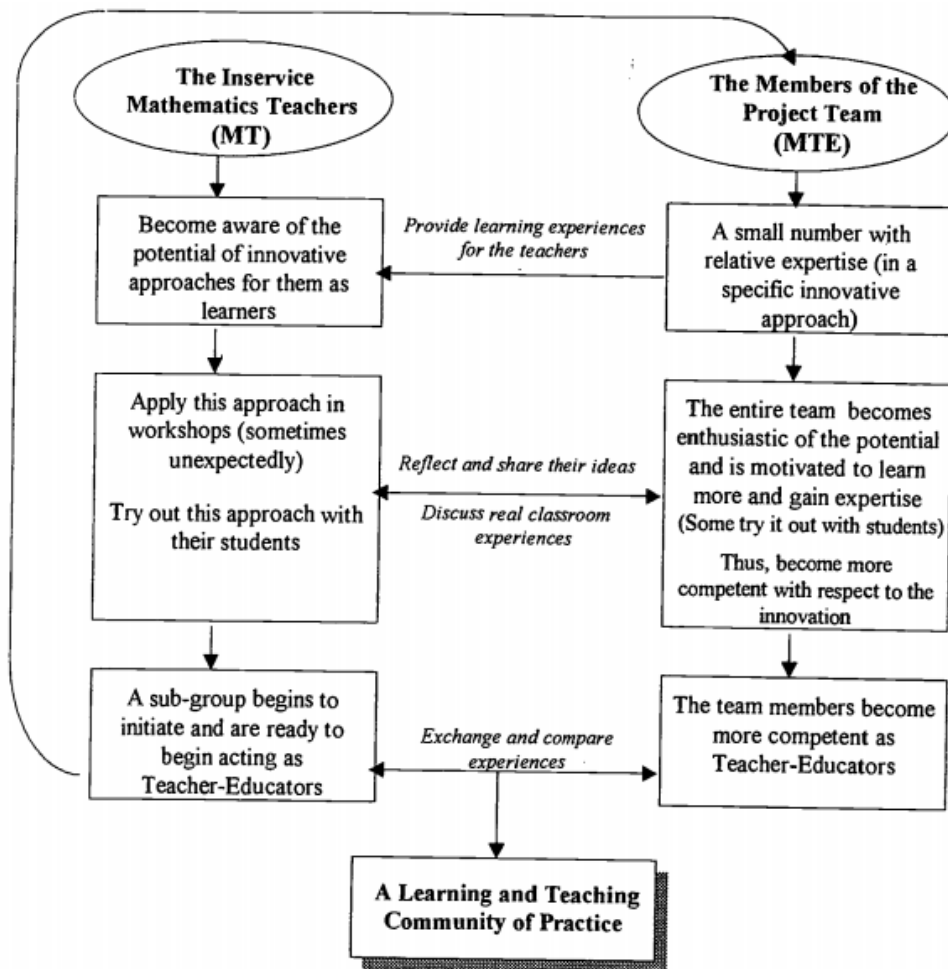 The Inservice
Mathematics Teachers
(MT)
The Members of the
Project Team
(MTE)
Become aware of the
potential of innovative
approaches for them as
learners
Provide learning experiences
for the teachers
A small number with
relative expertise (in a
specific innovative
approach)
Apply this approach in
workshops (sometimes
unexpectedly)
Try out this approach with
their students
Reflect and share their ideas
Discuss real classroom
experiences
The entire team becomes
enthusiastic of the potential
and is motivated to learn
more and gain expertise
(Some try it out with students)
Thus, become more
competent with respect to the
innovation
A sub-group begins to
initiate and are ready to
begin acting as
Teacher-Educators
Exchange and compare
experiences
The team members become
more competent as
Teacher-Educators
A Learning and Teaching
Community of Practice